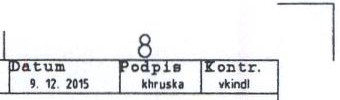 8
Datum Podpis Kontr.
9. 12. 2015 khruska vkindl